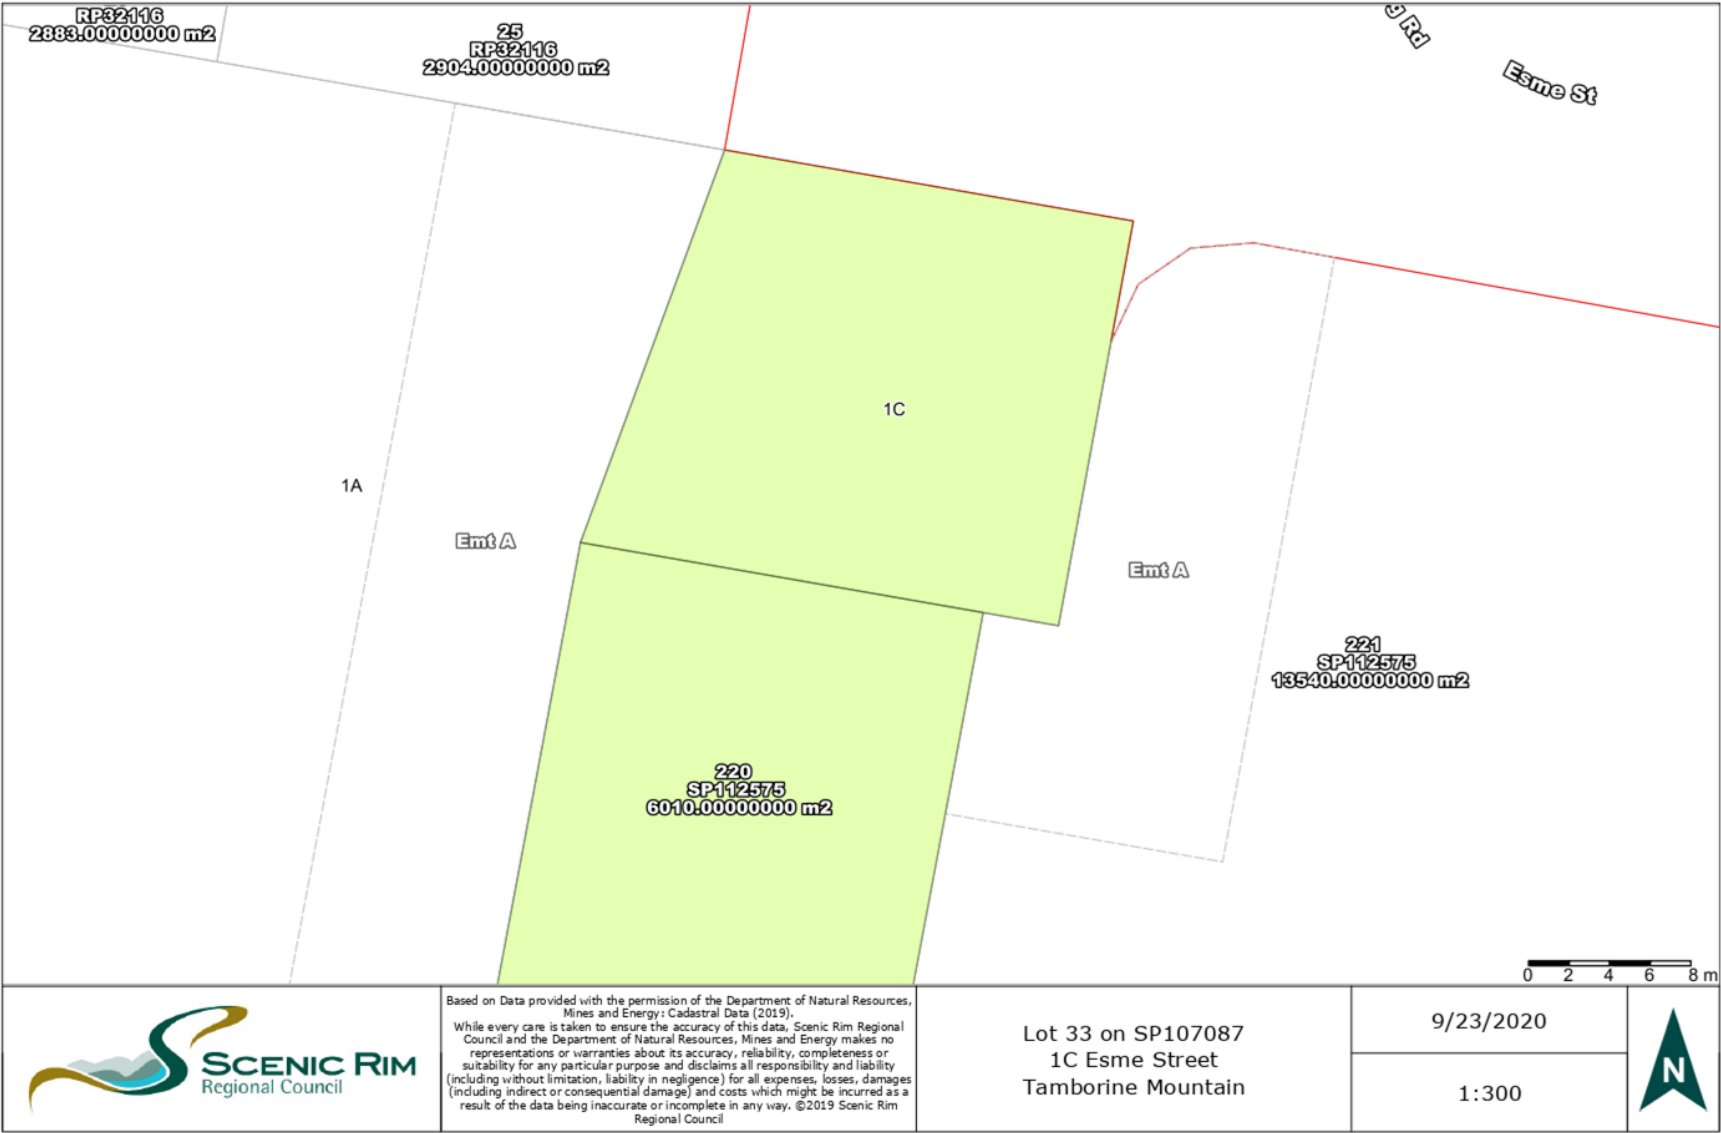 RP32116
2883.00000000 m2
25
RP32116
2904.00000000 m2
g Rd
Esme St
1C
1A
Emt A
Emt A
221
SP112575
13540.00000000 m2
220
SP112575
6010.00000000 m2
0 2 4 6 8 m
SCENIC RIM
Regional Council
Based on Data provided with the permission of the Department of Natural Resources,
Mines and Energy: Cadastral Data (2019).
While every care is taken to ensure the accuracy of this data, Scenic Rim Regional
Council and the Department of Natural Resources, Mines and Energy makes no
representations or warranties about its accuracy, reliability, completeness or
suitability for any particular purpose and disclaims all responsibility and liability
(including without limitation, liability in negligence) for all expenses, losses, damages
(including indirect or consequential damage) and costs which might be incurred as a
result of the data being inaccurate or incomplete in any way. ©2019 Scenic Rim
Regional Council
Lot 33 on SP107087
1C Esme Street
Tamborine Mountain
9/23/2020
1:300
N